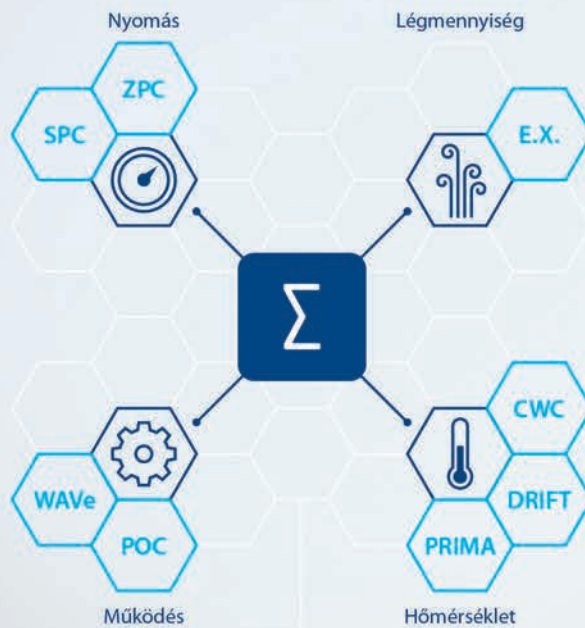 Nyomás
ZPC
SPC
Légmennyiség
E.X.
Σ
WAVe
POC
Működés
CWC
DRIFT
PRIMA
Hőmérséklet